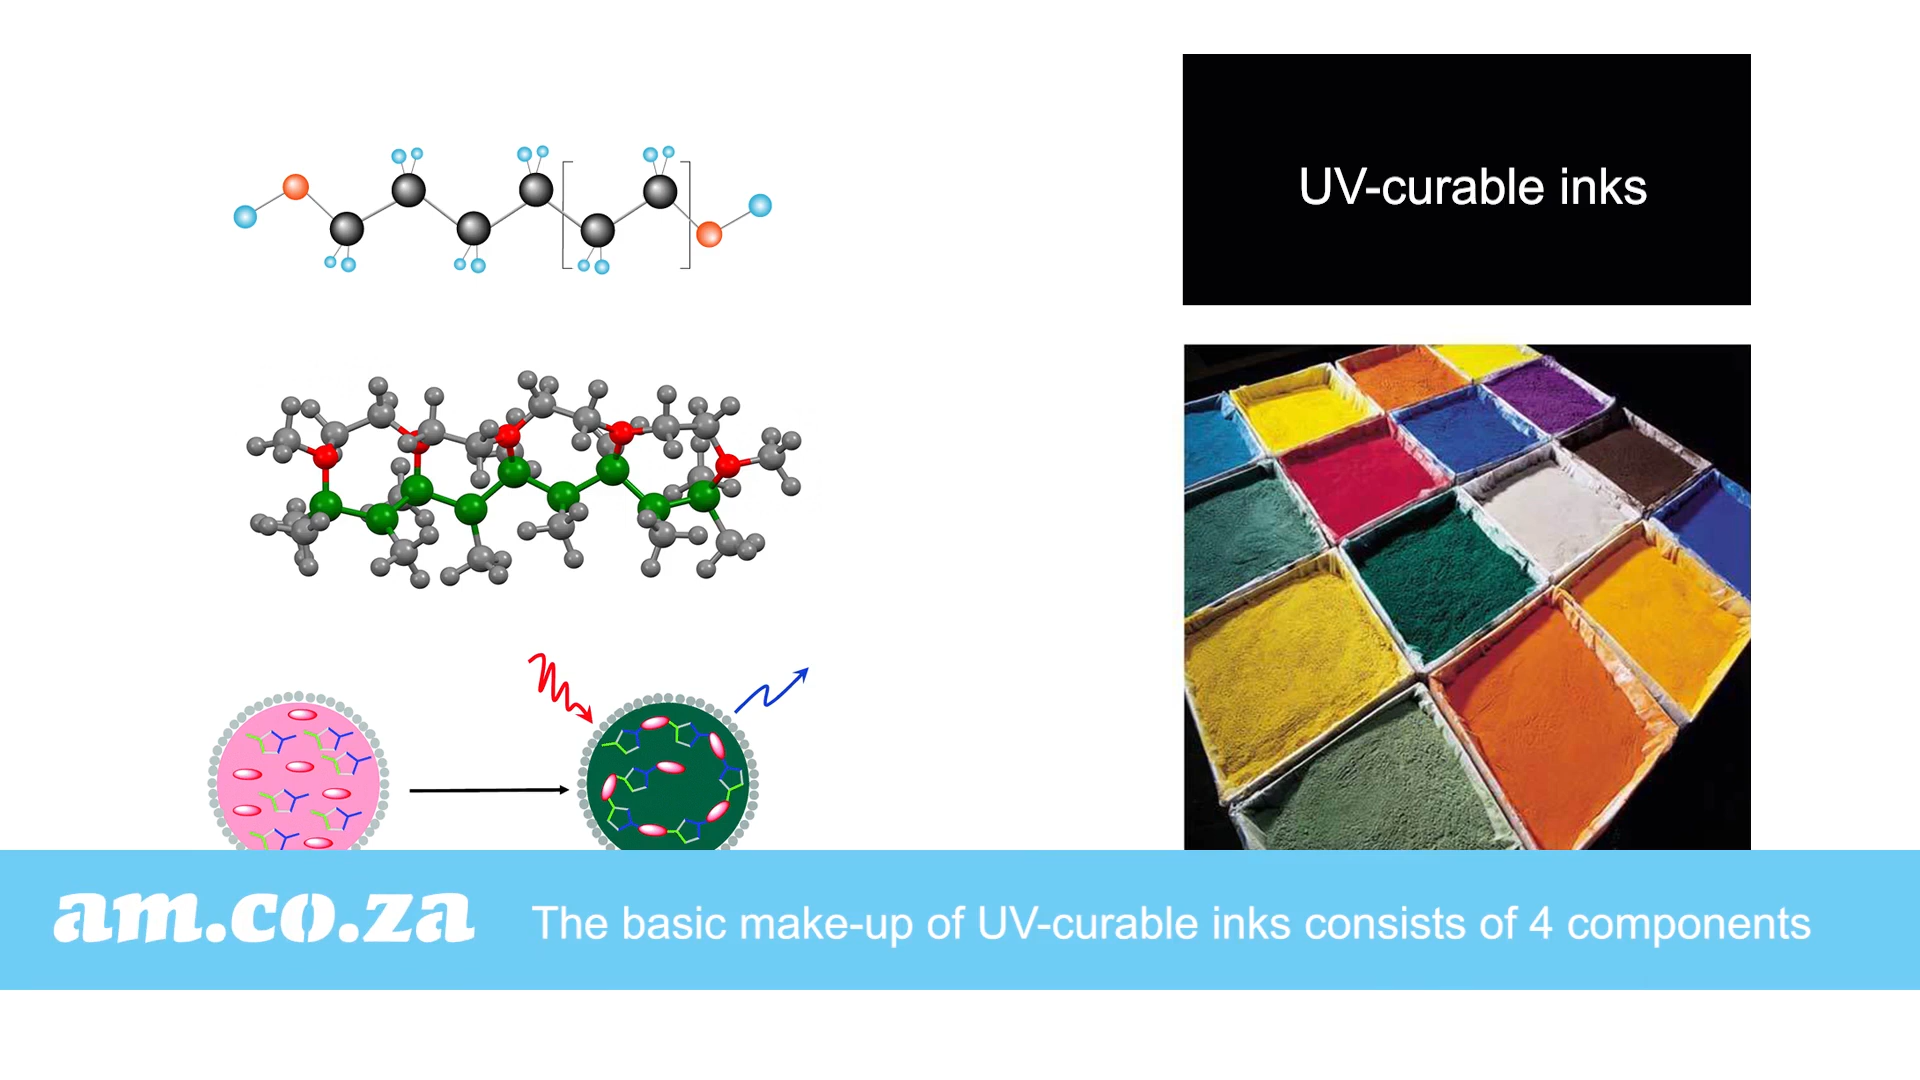 UV-curable inks
am.co.za
The basic make-up of UV-curable inks consists of 4 components